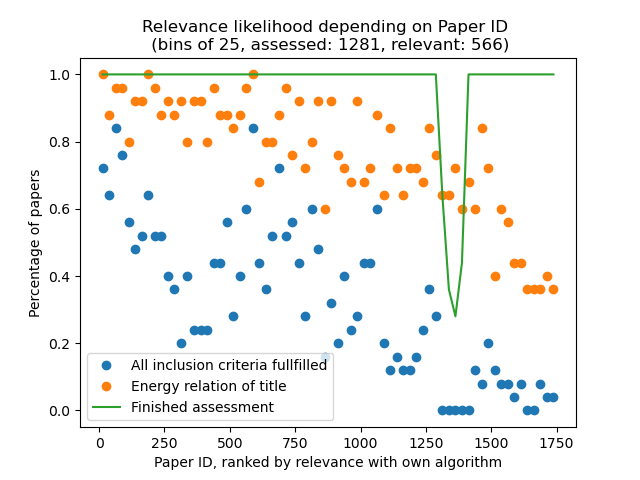 Relevance likelihood depending on Paper ID
(bins of 25, assessed: 1281, relevant: 566)
Percentage of papers
1.0
0.8
0.6
0.4
0.2
0.0
All inclusion criteria fullfilled
Energy relation of title
Finished assessment
0 250 500 750 1000 1250 1500 1750
Paper ID, ranked by relevance with own algorithm